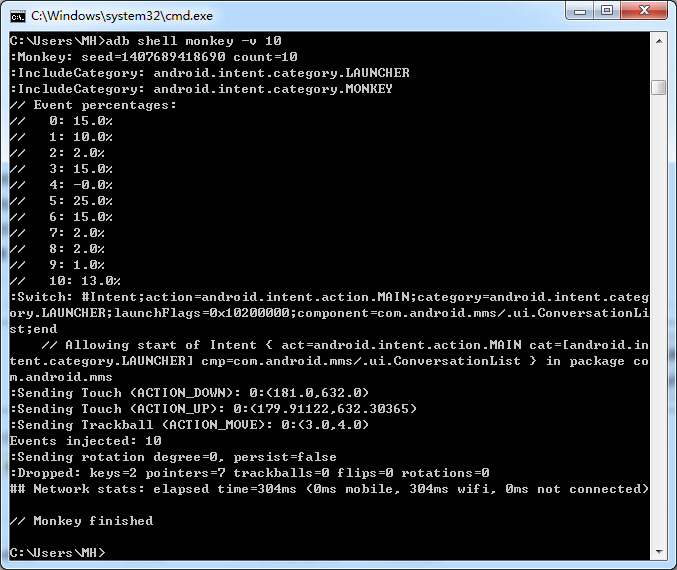 C:\Windows\system32\cmd.exe
C:\Users\MH>adb shell monkey -v 10
:Monkey: seed=1407689418690 count=10
:IncludeCategory: android.intent.category.LAUNCHER
:IncludeCategory: android.intent.category.MONKEY
// Event percentages:
//   0: 15.0%
//   1: 10.0%
//   2: 2.0%
//   3: 15.0%
//   4: -0.0%
//   5: 25.0%
//   6: 15.0%
//   7: 2.0%
//   8: 2.0%
//   9: 1.0%
//   10: 13.0%
:Switch: #Intent;action=android.intent.action.MAIN;category=android.intent.categ
ory.LAUNCHER;launchFlags=0x10200000;component=com.android.mms/.ui.ConversationLi
st;end
    // Allowing start of Intent { act=android.intent.action.MAIN cat=[android.in
tent.category.LAUNCHER] cmp=com.android.mms/.ui.ConversationList } in package co
m.android.mms
:Sending Touch (ACTION_DOWN): 0:(181.0,632.0)
:Sending Touch (ACTION_UP): 0:(179.91122,632.30365)
:Sending Trackball (ACTION_MOVE): 0:(3.0,4.0)
Events injected: 10
:Sending rotation degree=0, persist=false
:Dropped: keys=2 pointers=7 trackballs=0 flips=0 rotations=0
## Network stats: elapsed time=304ms (0ms mobile, 304ms wifi, 0ms not connected)
// Monkey finished
C:\Users\MH>